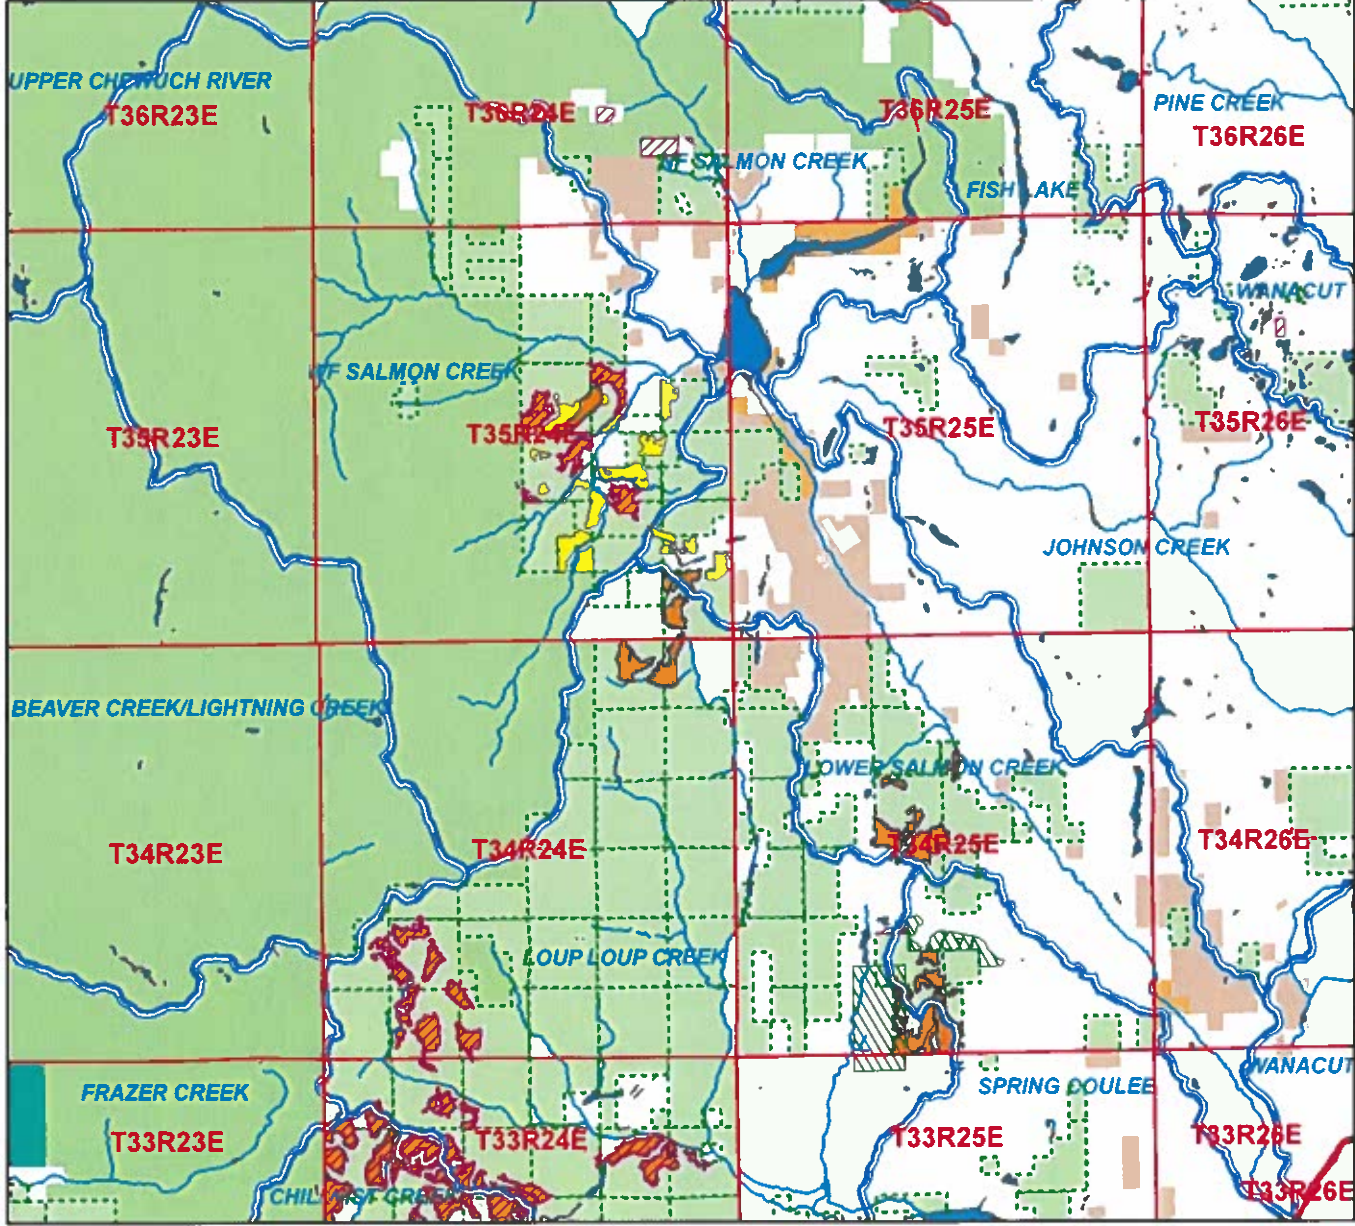 UPPER CHEWUCH RIVER
T36R23E
T36R24E
T36R25E
PINE CREEK
T36R26E
NF SALMON CREEK
FISH LAKE
WANACUT
WF SALMON CREEK
T35R23E
T35R24E
T35R25E
T35R26E
JOHNSON CREEK
BEAVER CREEK/LIGHTNING CREEK
LOWER SALMON CREEK
T34R23E
T34R24E
T34R25E
T34R26E
LOUP LOUP CREEK
FRAZER CREEK
SPRING COULEE
WANACUT
T33R23E
T33R24E
T33R25E
T33R26E
CHILIWIST CREEK
T33R26E